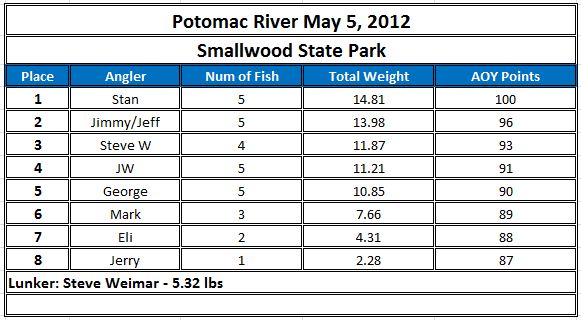 Potomac River May 5, 2012
Smallwood State Park
Place Angler Num of Fish Total Weight AOY Points
1 Stan 5 14.81 100
2 Jimmy/Jeff 5 13.98 96
3 Steve W 4 11.87 93
4 JW 5 11.21 91
5 George 5 10.85 90
6 Mark 3 7.66 89
7 Eli 2 4.31 88
8 Jerry 1 2.28 87
Lunker: Steve Weimar - 5.32 lbs